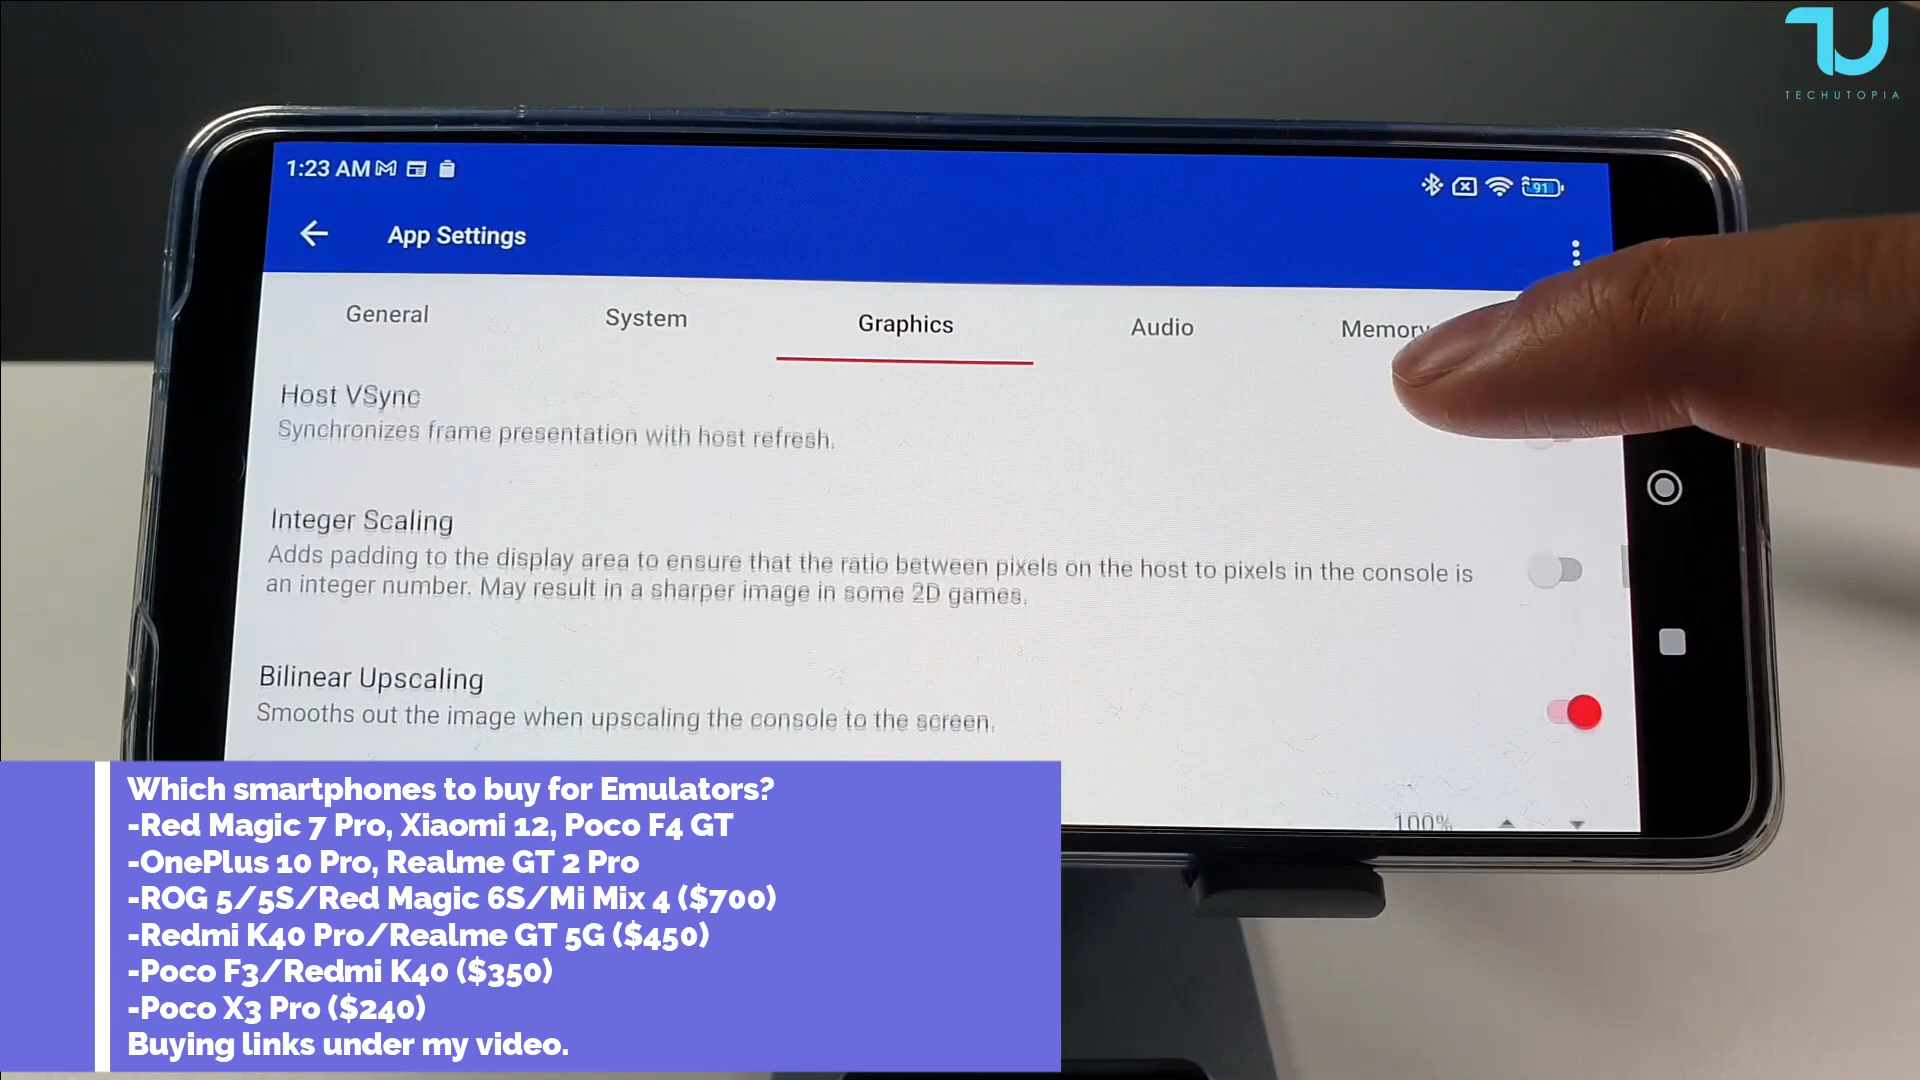 TECHUTOPIA
1:23 AM
91
App Settings
General
System
Graphics
Audio
Memory
Host VSync
Synchronizes frame presentation with host refresh.
Integer Scaling
Adds padding to the display area to ensure that the ratio between pixels on the host to pixels in the console is
an integer number. May result in a sharper image in some 2D games.
Bilinear Upscaling
Smooths out the image when upscaling the console to the screen.
100%
Which smartphones to buy for Emulators?
-Red Magic 7 Pro, Xiaomi 12, Poco F4 GT
-OnePlus 10 Pro, Realme GT 2 Pro
-ROG 5/5S/Red Magic 6S/Mi Mix 4 ($700)
-Redmi K40 Pro/Realme GT 5G ($450)
-Poco F3/Redmi K40 ($350)
-Poco X3 Pro ($240)
Buying links under my video.